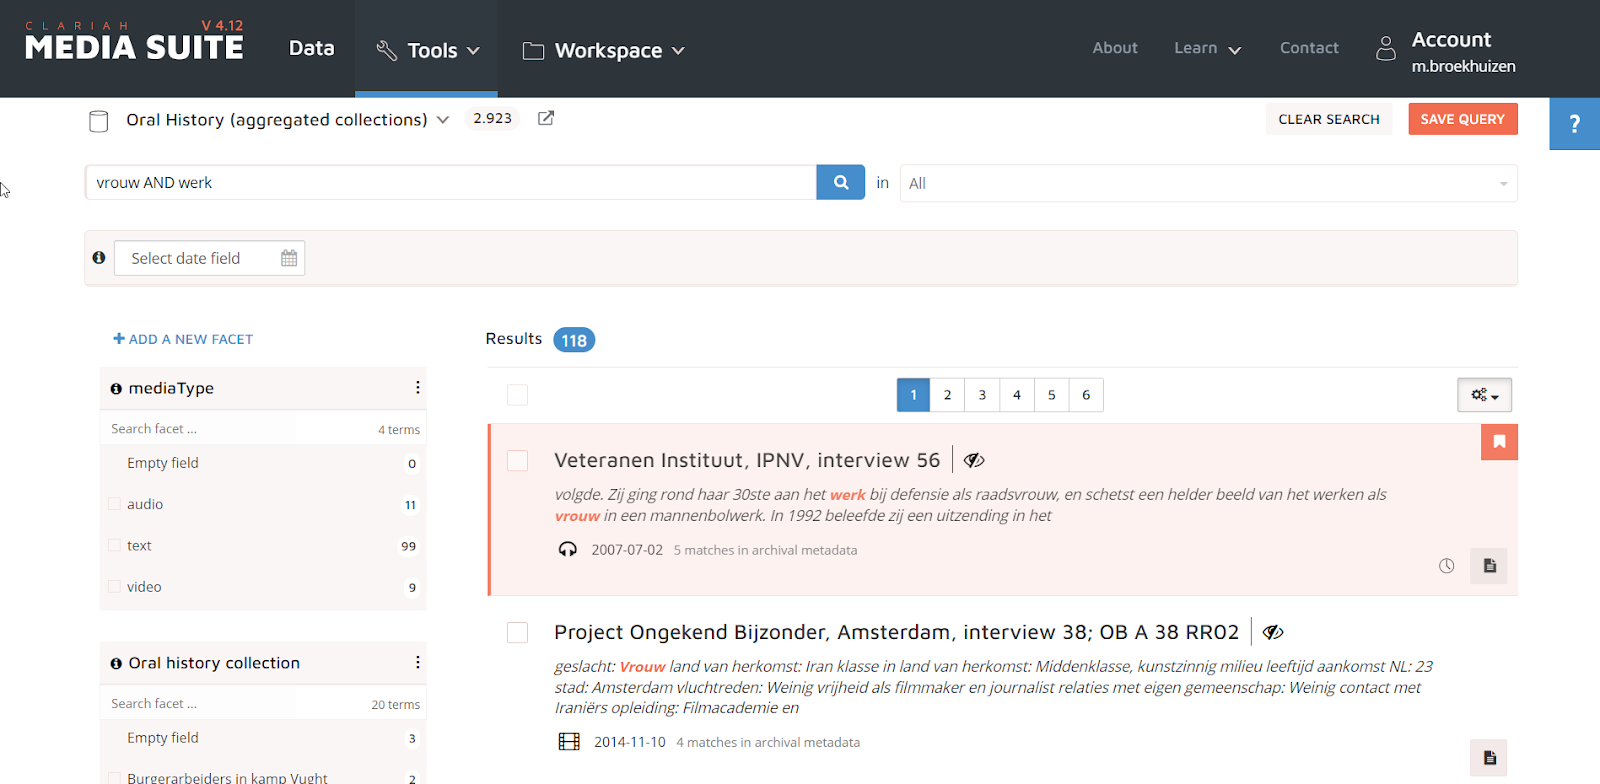 CLARIAH V 4.12
MEDIA SUITE
Data
Tools
Workspace
About
Learn
Contact
Account
m.broekhuizen
Oral History (aggregated collections)
2.923
CLEAR SEARCH
SAVE QUERY
?
vrouw AND werk
in
All
Select date field
+ ADD A NEW FACET
mediaType
Search facet ...
4 terms
Empty field
0
audio
11
text
99
video
9
Oral history collection
Search facet ...
20 terms
Empty field
3
Burgerarbeiders in kamp Vught
2
Results 118
1 2 3 4 5 6
Veteranen Instituut, IPNV, interview 56
volgde. Zij ging rond haar 30ste aan het werk bij defensie als raadsvrouw, en schetst een helder beeld van het werken als
vrouw in een mannenbolwerk. In 1992 beleefde zij een uitzending in het
2007-07-02 5 matches in archival metadata
Project Ongekend Bijzonder, Amsterdam, interview 38; OB A 38 RR02
geslacht: Vrouw land van herkomst: Iran klasse in land van herkomst: Middenklasse, kunstzinnig milieu leeftijd aankomst NL: 23
stad: Amsterdam vluchtreden: Weinig vrijheid als filmmaker en journalist relaties met eigen gemeenschap: Weinig contact met
Iraniërs opleiding: Filmacademie en
2014-11-10 4 matches in archival metadata